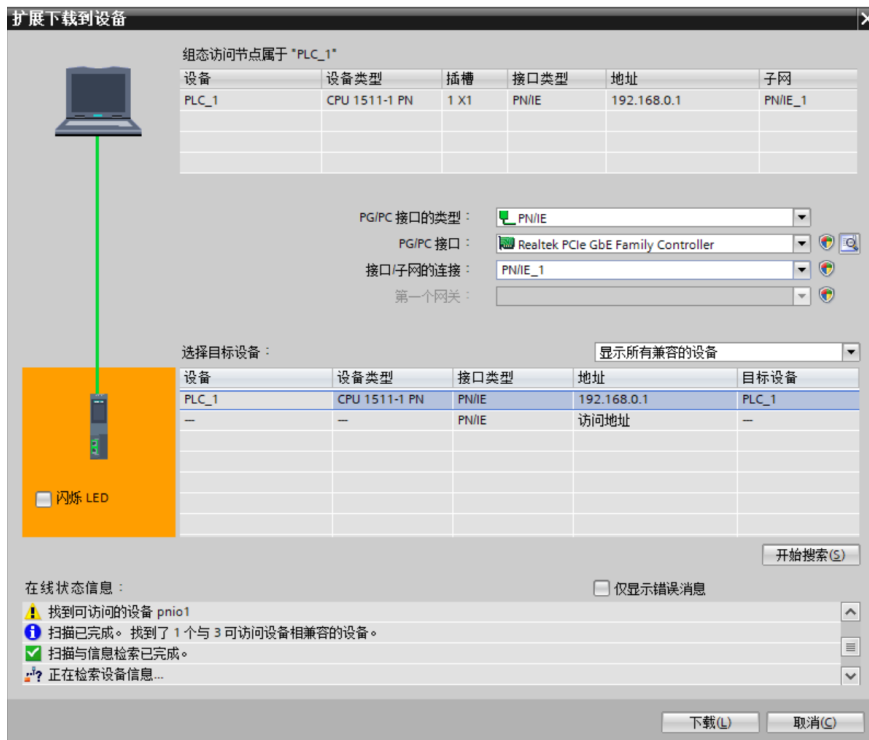 扩展下载到设备
组态访问节点属于 "PLC_1"
设备 设备类型 插槽 接口类型 地址 子网
PLC_1 CPU 1511-1 PN 1 X1 PN/IE 192.168.0.1 PN/IE_1
PG/PC 接口的类型： PN/IE
PG/PC 接口： Realtek PCIe GbE Family Controller
接口/子网的连接： PN/IE_1
第一个网关：
选择目标设备： 显示所有兼容的设备
设备 设备类型 接口类型 地址 目标设备
PLC_1 CPU 1511-1 PN PN/IE 192.168.0.1 PLC_1
— — PN/IE 访问地址 —
闪烁 LED
开始搜索(S)
在线状态信息： 仅显示错误消息
找到可访问的设备 pnio1
扫描已完成。 找到了 1 个与 3 可访问设备相兼容的设备。
扫描与信息检索已完成。
正在检索设备信息...
下载(L) 取消(C)